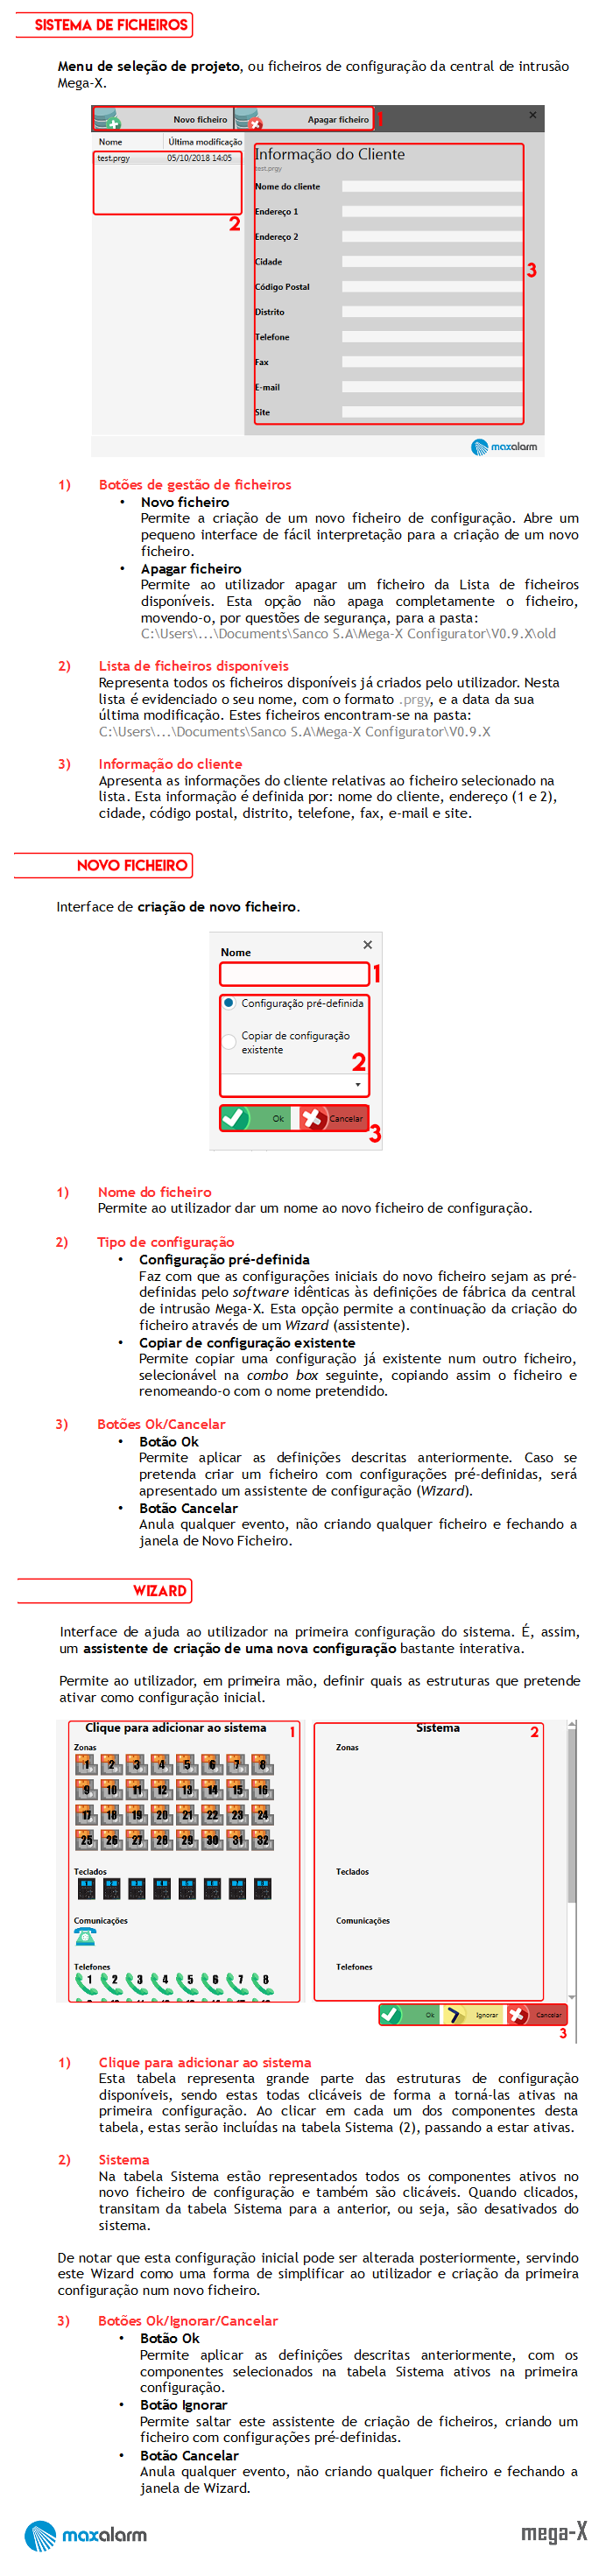 SISTEMA DE FICHEIROS
Menu de seleção de projeto, ou ficheiros de configuração da central de intrusão
Mega-X.
Novo ficheiro
Apagar ficheiro
1
Nome
Última modificação
test.prgy
05/10/2018 14:05
2
Informação do Cliente
test.prgy
Nome do cliente
Endereço 1
Endereço 2
Cidade
3
Código Postal
Distrito
Telefone
Fax
E-mail
Site
maxalarm
1) Botões de gestão de ficheiros
• Novo ficheiro
Permite a criação de um novo ficheiro de configuração. Abre um
pequeno interface de fácil interpretação para a criação de um novo
ficheiro.
• Apagar ficheiro
Permite ao utilizador apagar um ficheiro da Lista de ficheiros
disponíveis. Esta opção não apaga completamente o ficheiro,
movendo-o, por questões de segurança, para a pasta:
C:\Users\...\Documents\Sanco S.A\Mega-X Configurator\V0.9.X\old
2) Lista de ficheiros disponíveis
Representa todos os ficheiros disponíveis já criados pelo utilizador. Nesta
lista é evidenciado o seu nome, com o formato .prgy, e a data da sua
última modificação. Estes ficheiros encontram-se na pasta:
C:\Users\...\Documents\Sanco S.A\Mega-X Configurator\V0.9.X
3) Informação do cliente
Apresenta as informações do cliente relativas ao ficheiro selecionado na
lista. Esta informação é definida por: nome do cliente, endereço (1 e 2),
cidade, código postal, distrito, telefone, fax, e-mail e site.
NOVO FICHEIRO
Interface de criação de novo ficheiro.
Nome
1
Configuração pré-definida
Copiar de configuração
existente
2
Ok
Cancelar
3
1) Nome do ficheiro
Permite ao utilizador dar um nome ao novo ficheiro de configuração.
2) Tipo de configuração
• Configuração pré-definida
Faz com que as configurações iniciais do novo ficheiro sejam as pré-
definidas pelo software idênticas às definições de fábrica da central
de intrusão Mega-X. Esta opção permite a continuação da criação do
ficheiro através de um Wizard (assistente).
• Copiar de configuração existente
Permite copiar uma configuração já existente num outro ficheiro,
selecionável na combo box seguinte, copiando assim o ficheiro e
renomeando-o com o nome pretendido.
3) Botões Ok/Cancelar
• Botão Ok
Permite aplicar as definições descritas anteriormente. Caso se
pretenda criar um ficheiro com configurações pré-definidas, será
apresentado um assistente de configuração (Wizard).
• Botão Cancelar
Anula qualquer evento, não criando qualquer ficheiro e fechando a
janela de Novo Ficheiro.
WIZARD
Interface de ajuda ao utilizador na primeira configuração do sistema. É, assim,
um assistente de criação de uma nova configuração bastante interativa.
Permite ao utilizador, em primeira mão, definir quais as estruturas que pretende
ativar como configuração inicial.
Clique para adicionar ao sistema
1
Zonas
1 2 3 4 5 6 7 8
9 10 11 12 13 14 15 16
17 18 19 20 21 22 23 24
25 26 27 28 29 30 31 32
Teclados
Comunicações
Telefones
1 2 3 4 5 6 7 8
Sistema
2
Zonas
Teclados
Comunicações
Telefones
Ok
Ignorar
Cancelar
3
1) Clique para adicionar ao sistema
Esta tabela representa grande parte das estruturas de configuração
disponíveis, sendo estas todas clicáveis de forma a torná-las ativas na
primeira configuração. Ao clicar em cada um dos componentes desta
tabela, estas serão incluídas na tabela Sistema (2), passando a estar ativas.
2) Sistema
Na tabela Sistema estão representados todos os componentes ativos no
novo ficheiro de configuração e também são clicáveis. Quando clicados,
transitam da tabela Sistema para a anterior, ou seja, são desativados do
sistema.
De notar que esta configuração inicial pode ser alterada posteriormente, servindo
este Wizard como uma forma de simplificar ao utilizador e criação da primeira
configuração num novo ficheiro.
3) Botões Ok/Ignorar/Cancelar
• Botão Ok
Permite aplicar as definições descritas anteriormente, com os
componentes selecionados na tabela Sistema ativos na primeira
configuração.
• Botão Ignorar
Permite saltar este assistente de criação de ficheiros, criando um
ficheiro com configurações pré-definidas.
• Botão Cancelar
Anula qualquer evento, não criando qualquer ficheiro e fechando a
janela de Wizard.
maxalarm
mega-X